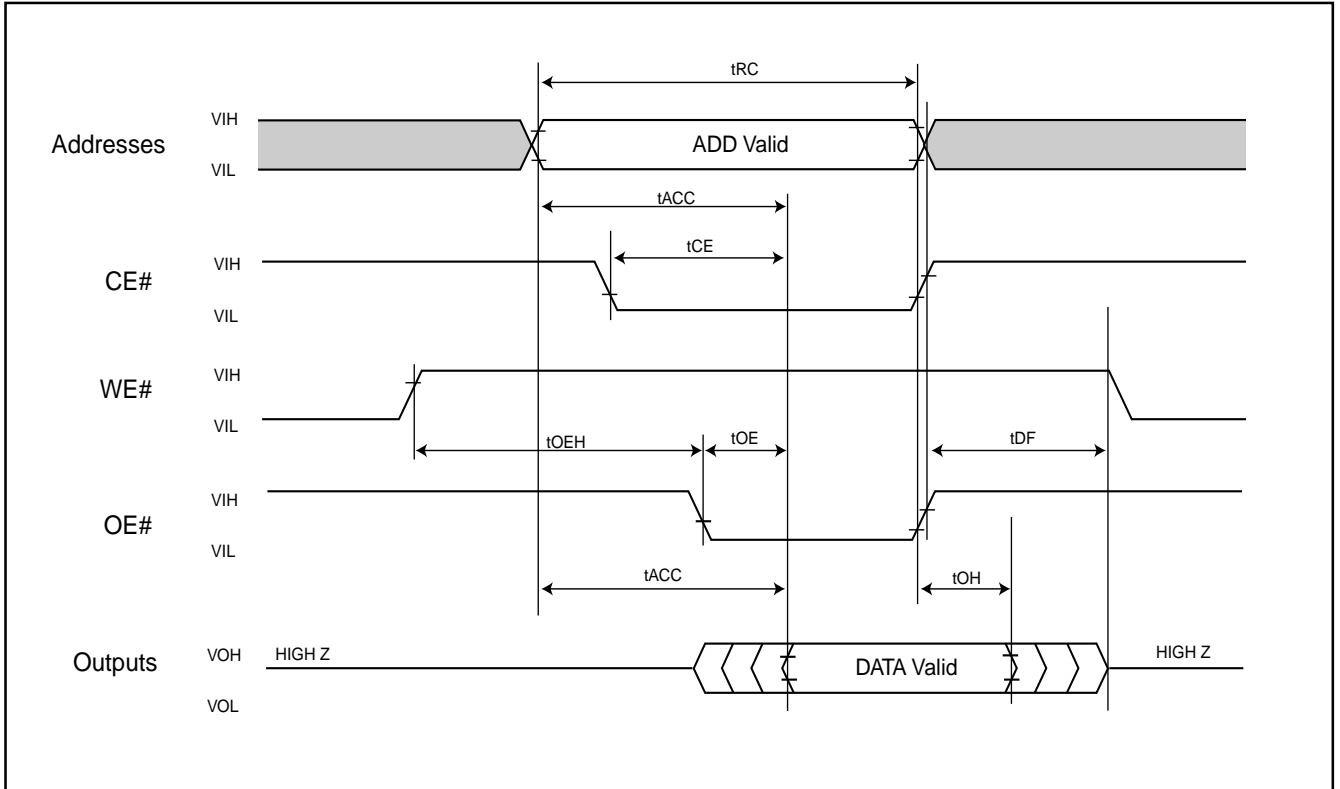 tRC
VIH
Addresses
ADD Valid
VIL
tACC
tCE
VIH
CE#
VIL
VIH
WE#
VIL
tOEH
tOE
tDF
VIH
OE#
VIL
tACC
tOH
VOH
HIGH Z
HIGH Z
Outputs
DATA Valid
VOL